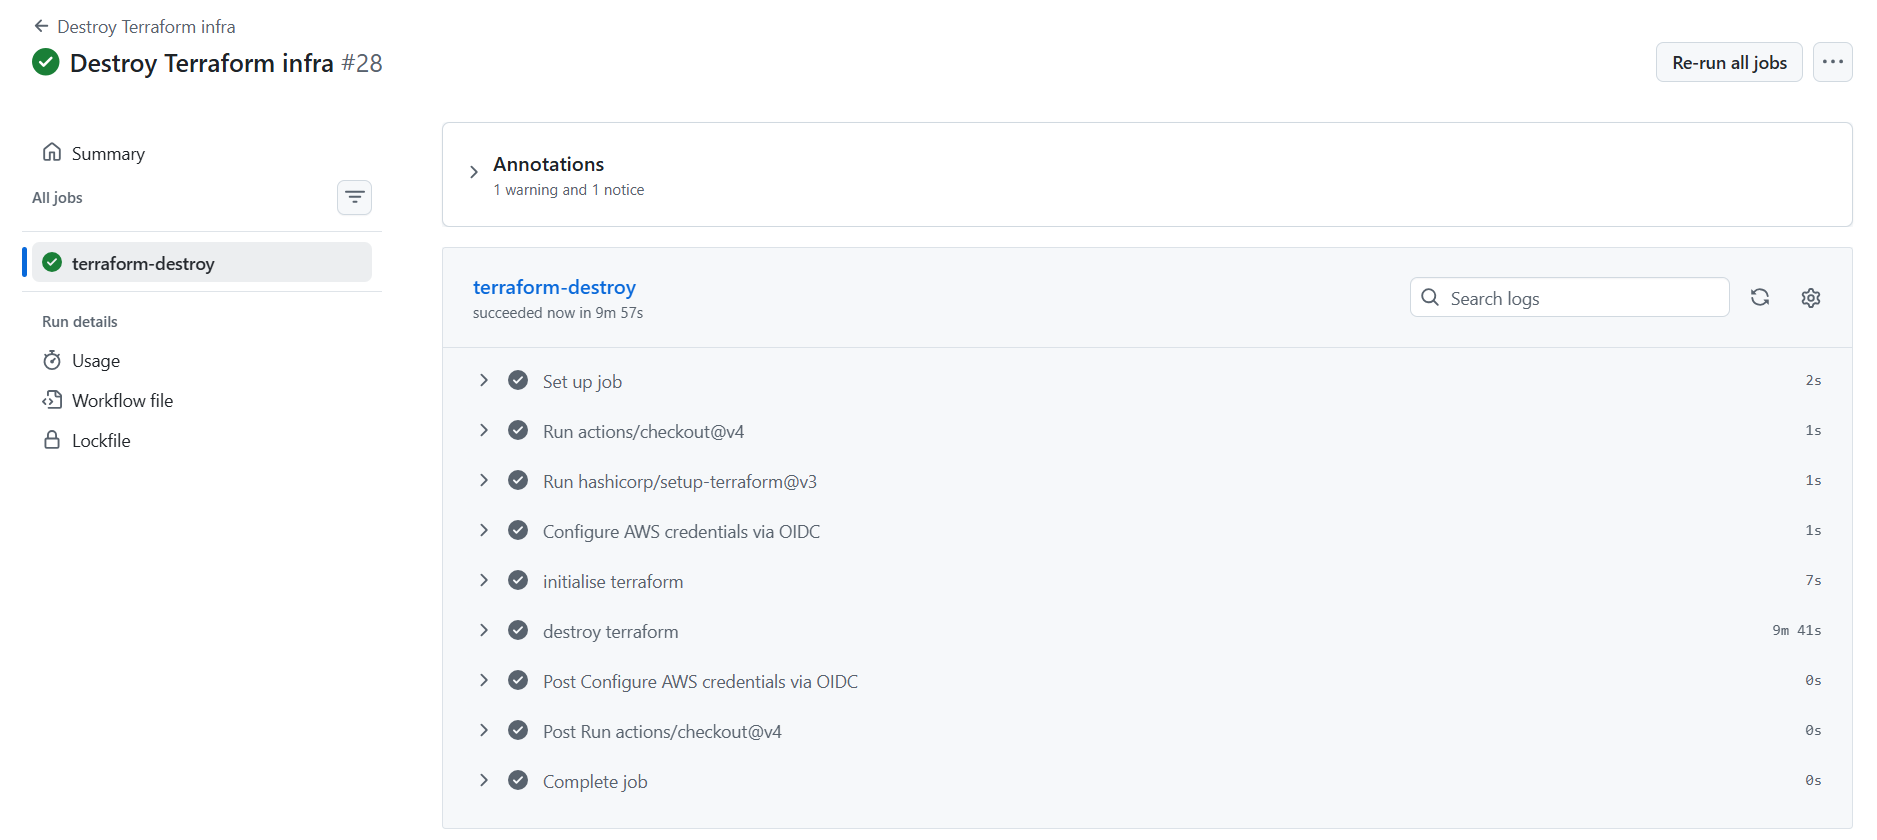 Destroy Terraform infra
Destroy Terraform infra #28
Re-run all jobs
Summary
All jobs
terraform-destroy
Run details
Usage
Workflow file
Lockfile
Annotations
1 warning and 1 notice
terraform-destroy
succeeded now in 9m 57s
Search logs
Set up job 2s
Run actions/checkout@v4 1s
Run hashicorp/setup-terraform@v3 1s
Configure AWS credentials via OIDC 1s
initialise terraform 7s
destroy terraform 9m 41s
Post Configure AWS credentials via OIDC 0s
Post Run actions/checkout@v4 0s
Complete job 0s